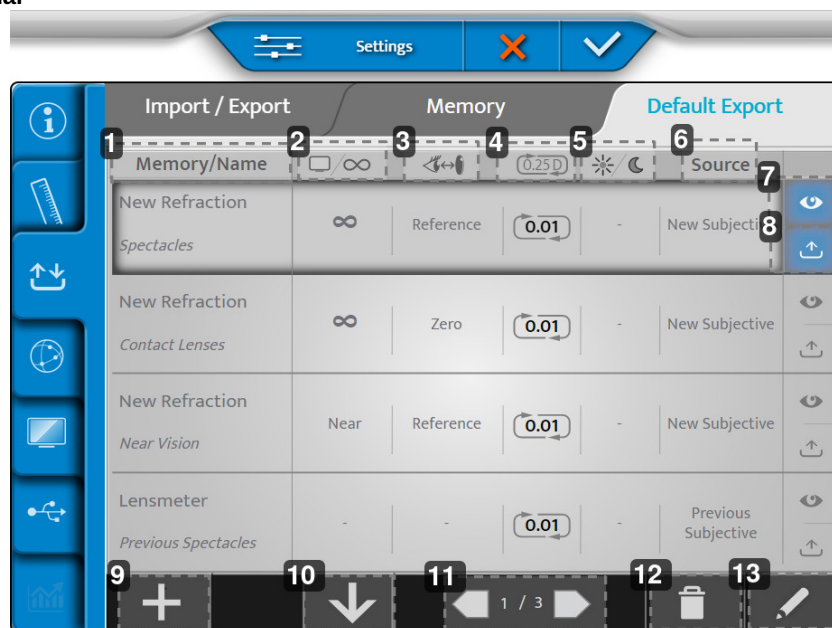 Settings
Import / Export Memory Default Export
1 2 3 4 5 6
Memory/Name 0.25 D Source
7
New Refraction
Spectacles
∞ Reference 0.01 - New Subjecti
8
New Refraction
Contact Lenses
∞ Zero 0.01 - New Subjective
New Refraction
Near Vision
Near Reference 0.01 - New Subjective
Lensmeter
Previous Spectacles
- - 0.01 - Previous
Subjective
9 10 11 12 13
1 / 3